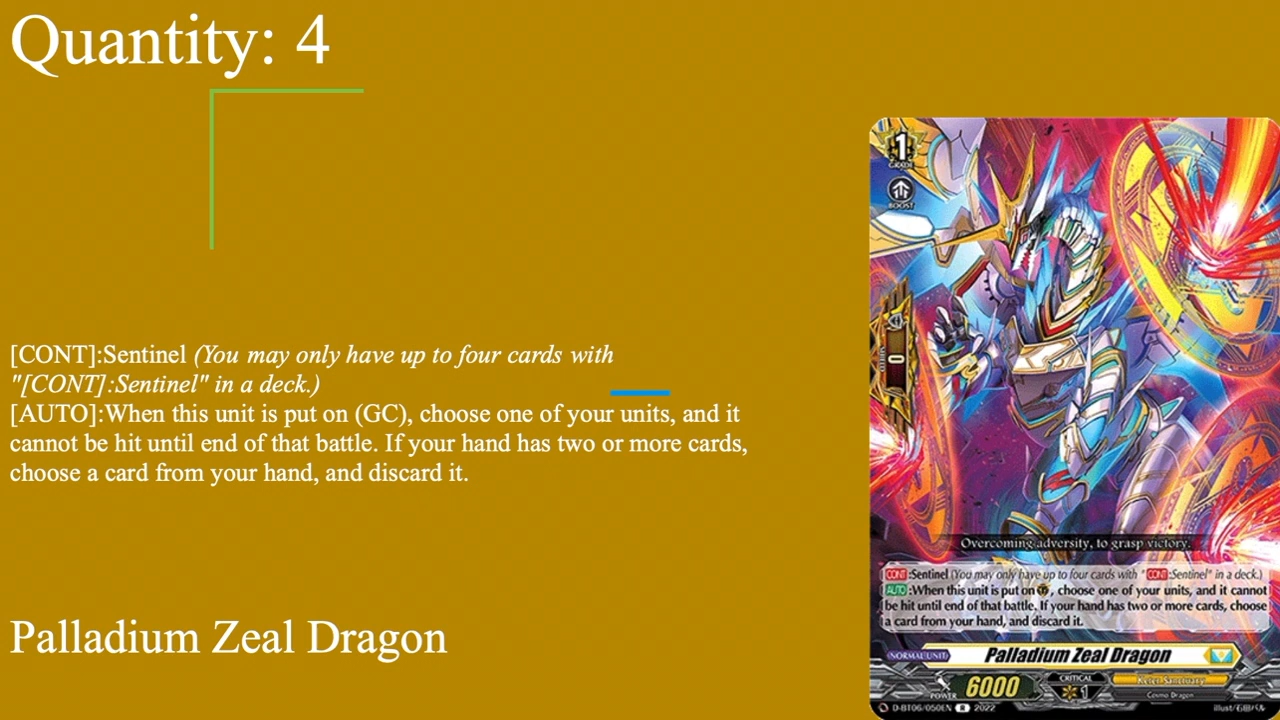 Quantity: 4
[CONT]:Sentinel (You may only have up to four cards with
"[CONT]:Sentinel" in a deck.)
[AUTO]:When this unit is put on (GC), choose one of your units, and it
cannot be hit until end of that battle. If your hand has two or more cards,
choose a card from your hand, and discard it.
Palladium Zeal Dragon
1
GRADE
BOOST
0
Overcoming adversity, to grasp victory.
CONT:Sentinel (You may only have up to four cards with "CONT:Sentinel" in a deck.)
AUTO:When this unit is put on , choose one of your units, and it cannot
be hit until end of that battle. If your hand has two or more cards, choose
a card from your hand, and discard it.
NORMAL UNIT Palladium Zeal Dragon
POWER 6000 CRITICAL 1 Keter Sanctuary
Cosmo Dragon
D-BT06/050EN R 2022 illust/石田バル